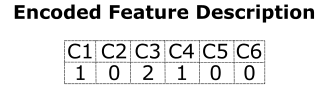 Encoded Feature Description
C1 C2 C3 C4 C5 C6
1 0 2 1 0 0